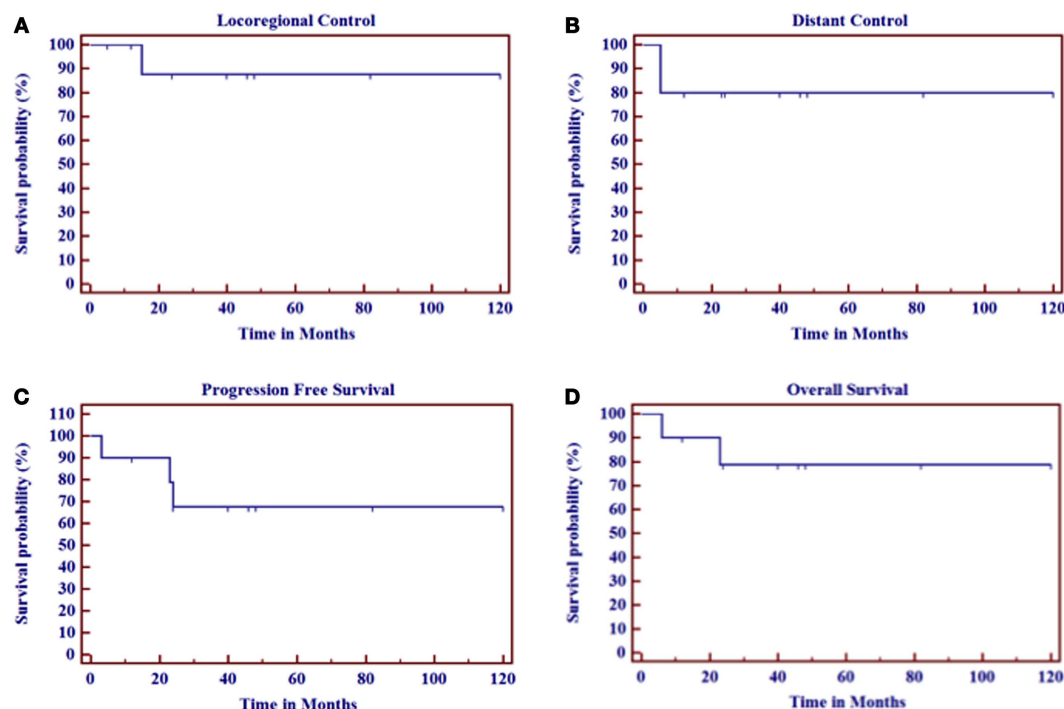 A
Locoregional Control
Survival probability (%)
100
90
80
70
60
50
40
30
20
10
0
0 20 40 60 80 100 120
Time in Months
B
Distant Control
Survival probability (%)
100
90
80
70
60
50
40
30
20
10
0
0 20 40 60 80 100 120
Time in Months
C
Progression Free Survival
Survival probability (%)
110
100
90
80
70
60
50
40
30
20
10
0
0 20 40 60 80 100 120
Time in Months
D
Overall Survival
Survival probability (%)
100
90
80
70
60
50
40
30
20
10
0
0 20 40 60 80 100 120
Time in Months